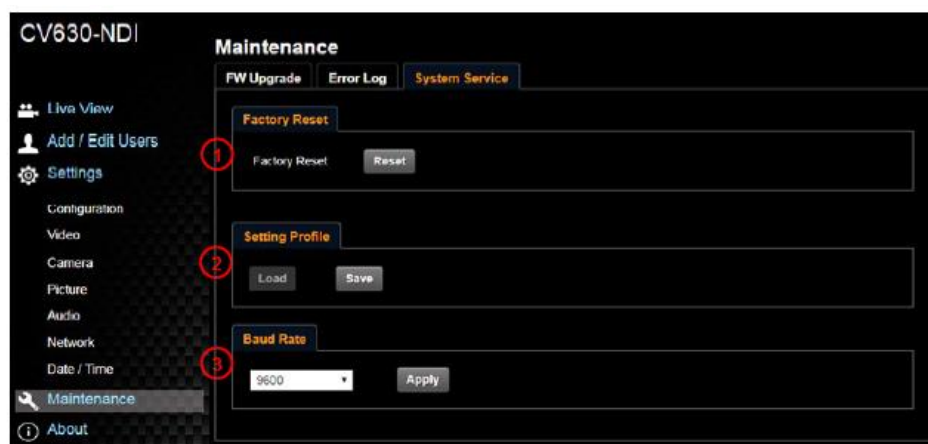 CV630-NDI
Live View
Add / Edit Users
Settings
Configuration
Video
Camera
Picture
Audio
Network
Date / Time
Maintenance
About
Maintenance
FW Upgrade Error Log System Service
Factory Reset
1
Factory Reset Reset
Setting Profile
2
Load Save
Baud Rate
3
9600 Apply